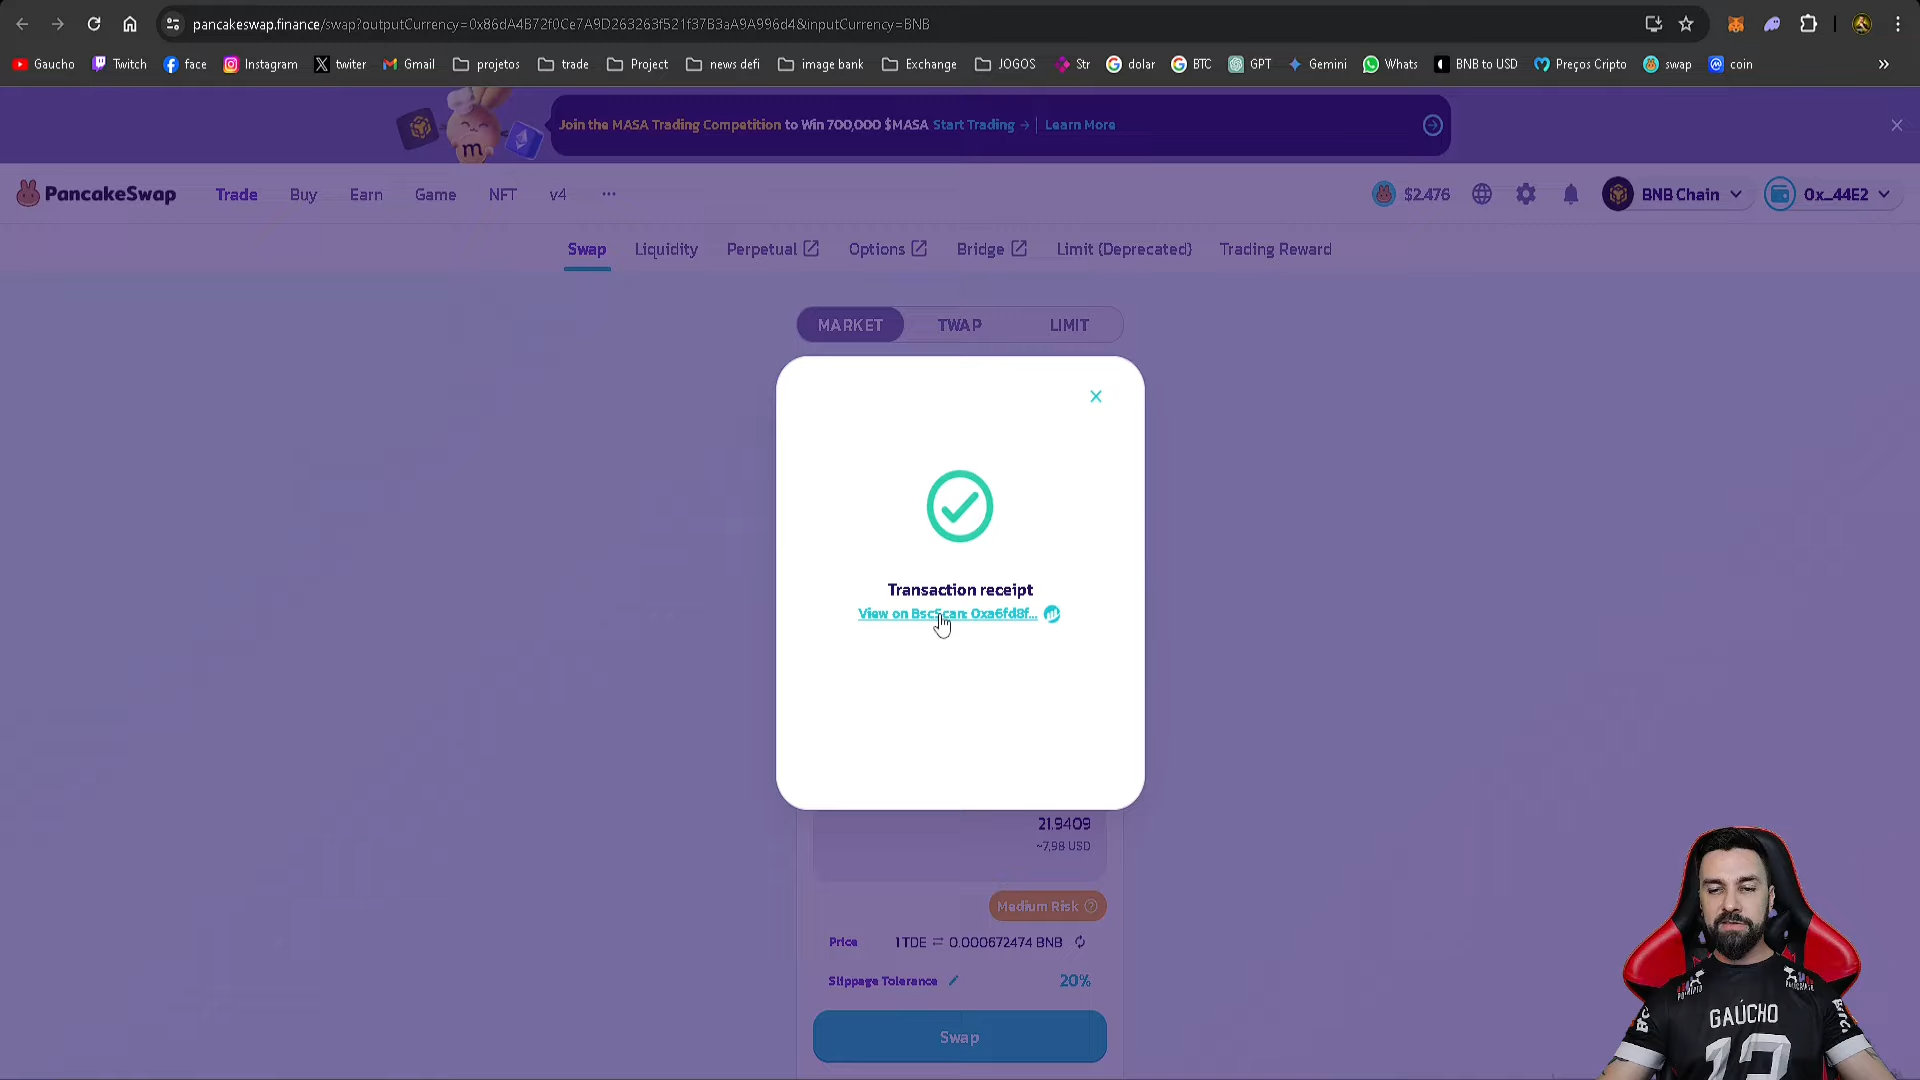 pancakeswap.finance/swap?outputCurrency=0x86dA4B72f0Ce7A9D263263f521f37B3aA9A996d4&inputCurrency=BNB
Gaucho Twitch face Instagram twiter Gmail projetos trade Project news defi image bank Exchange JOGOS Str dolar BTC GPT Gemini Whats BNB to USD Preços Cripto swap coin »
m
Join the MASA Trading Competition to Win 700,000 $MASA Start Trading → Learn More
PancakeSwap Trade Buy Earn Game NFT v4 ··· $2.476 BNB Chain 0x_44E2
Swap Liquidity Perpetual Options Bridge Limit (Deprecated) Trading Reward
MARKET TWAP LIMIT
Transaction receipt
View on BscScan: 0xa6fd8f...
21.9409
~7,98 USD
Medium Risk
Price 1 TDE ⇄ 0.000672474 BNB
Slippage Tolerance 20%
Swap
GAÚCHO
12